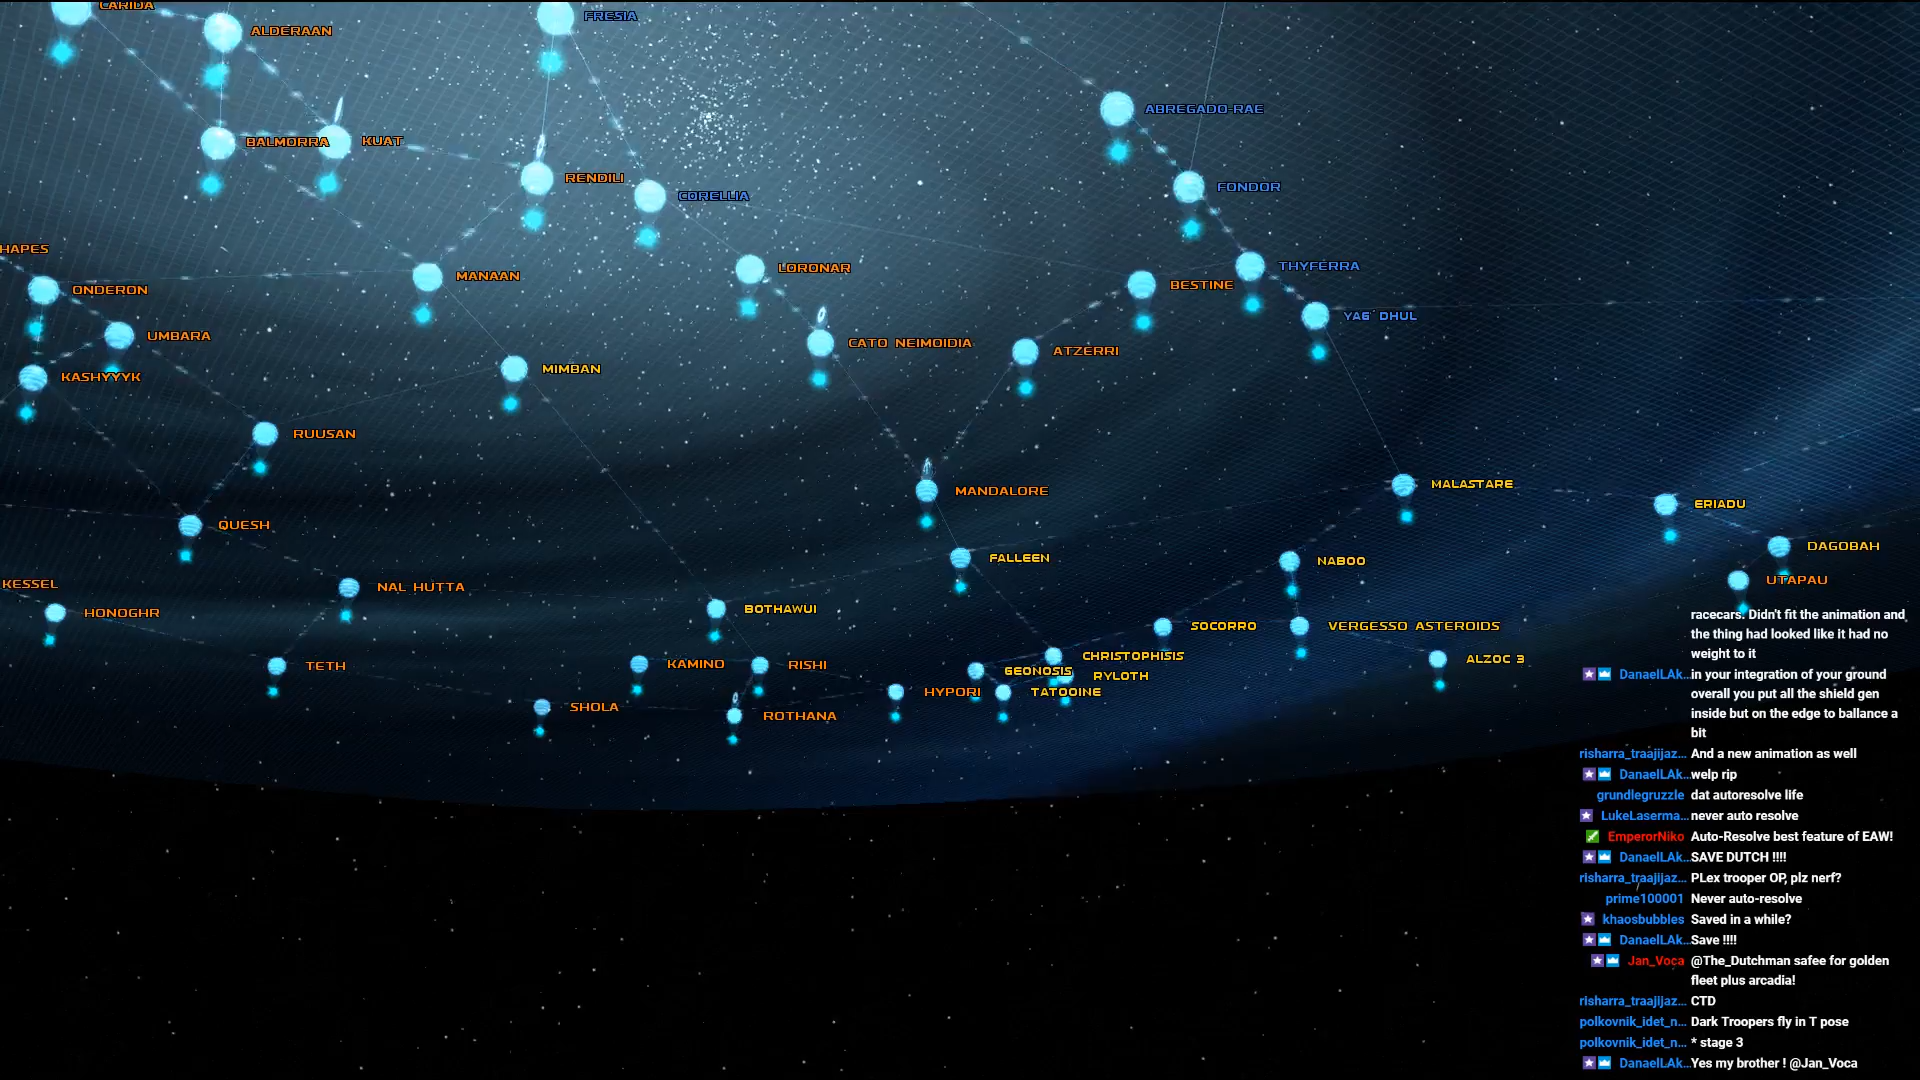 CARIDA
FRESIA
ALDERAAN
ABREGADO-RAE
BALMORRA
KUAT
RENDILI
FONDOR
CORELLIA
HAPES
THYFERRA
LORONAR
MANAAN
BESTINE
ONDERON
YAG' DHUL
UMBARA
CATO NEIMOIDIA
ATZERRI
MIMBAN
KASHYYYK
RUUSAN
MALASTARE
MANDALORE
ERIADU
QUESH
DAGOBAH
FALLEEN
NABOO
UTAPAU
KESSEL
NAL HUTTA
BOTHAWUI
HONOGHR
SOCORRO
VERGESSO ASTEROIDS
CHRISTOPHSIS
ALZOC 3
KAMINO
RISHI
TETH
GEONOSIS
RYLOTH
HYPORI
TATOOINE
SHOLA
ROTHANA
racecars. Didn't fit the animation and
the thing had looked like it had no
weight to it
DanaelLAk... in your integration of your ground
overall you put all the shield gen
inside but on the edge to ballance a
bit
risharra_traajijaz... And a new animation as well
DanaelLAk... welp rip
grundlegruzzle dat autoresolve life
LukeLaserma... never auto resolve
EmperorNiko Auto-Resolve best feature of EAW!
DanaelLAk... SAVE DUTCH !!!!
risharra_traajijaz... PLex trooper OP, plz nerf?
prime100001 Never auto-resolve
khaosbubbles Saved in a while?
DanaelLAk... Save !!!!
Jan_Voca @The_Dutchman safee for golden
fleet plus arcadia!
risharra_traajijaz... CTD
polkovnik_idet_n... Dark Troopers fly in T pose
polkovnik_idet_n... * stage 3
DanaelLAk... Yes my brother ! @Jan_Voca